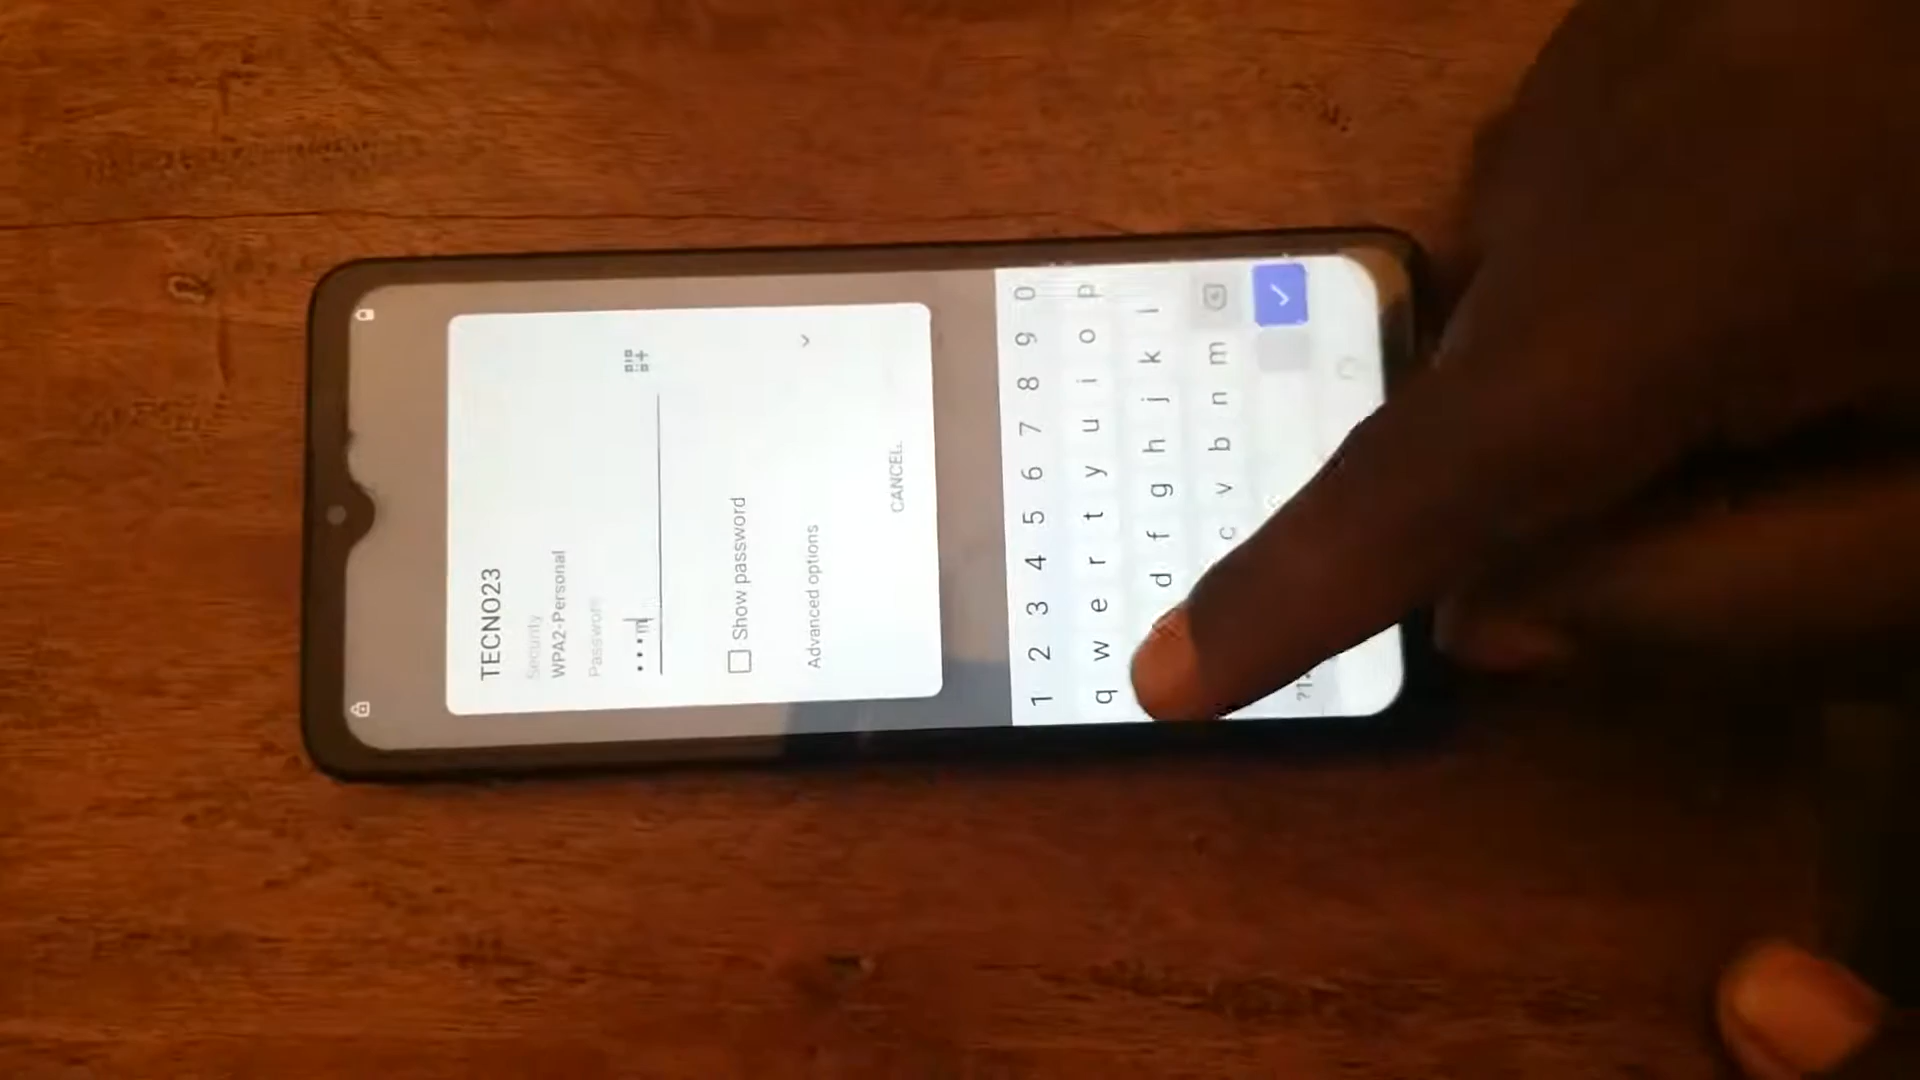 TECNO23
Security
WPA2-Personal
Password
•••m
Show password
Advanced options
CANCEL
1 2 3 4 5 6 7 8 9 0
q w e r t y u i o p
d f g h j k l
c v b n m